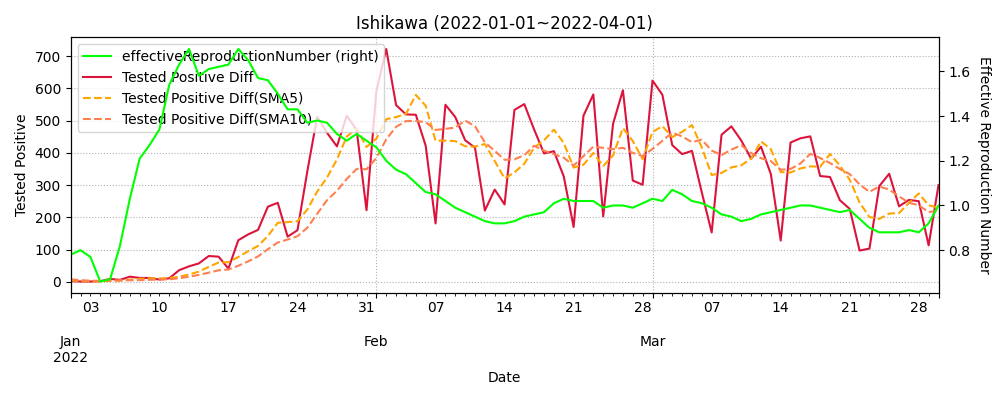 Ishikawa (2022-01-01~2022-04-01)
effectiveReproductionNumber (right)
Tested Positive Diff
Tested Positive Diff(SMA5)
Tested Positive Diff(SMA10)
Tested Positive
700
600
500
400
300
200
100
0
Effective Reproduction Number
1.6
1.4
1.2
1.0
0.8
03 10 17 24 31 07 14 21 28 07 14 21 28
Jan Feb Mar
2022
Date